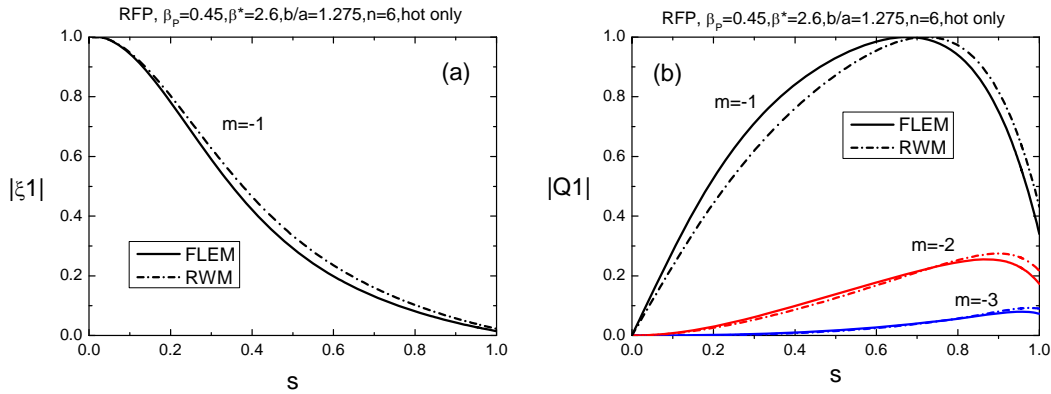 RFP, βP=0.45,β*=2.6,b/a=1.275,n=6,hot only
1.0
0.8
0.6
0.4
0.2
0.0
|ξ1|
(a)
m=-1
FLEM
RWM
0.0 0.2 0.4 0.6 0.8 1.0
s
RFP, βP=0.45,β*=2.6,b/a=1.275,n=6,hot only
1.0
0.8
0.6
0.4
0.2
0.0
|Q1|
(b)
m=-1
FLEM
RWM
m=-2
m=-3
0.0 0.2 0.4 0.6 0.8 1.0
s